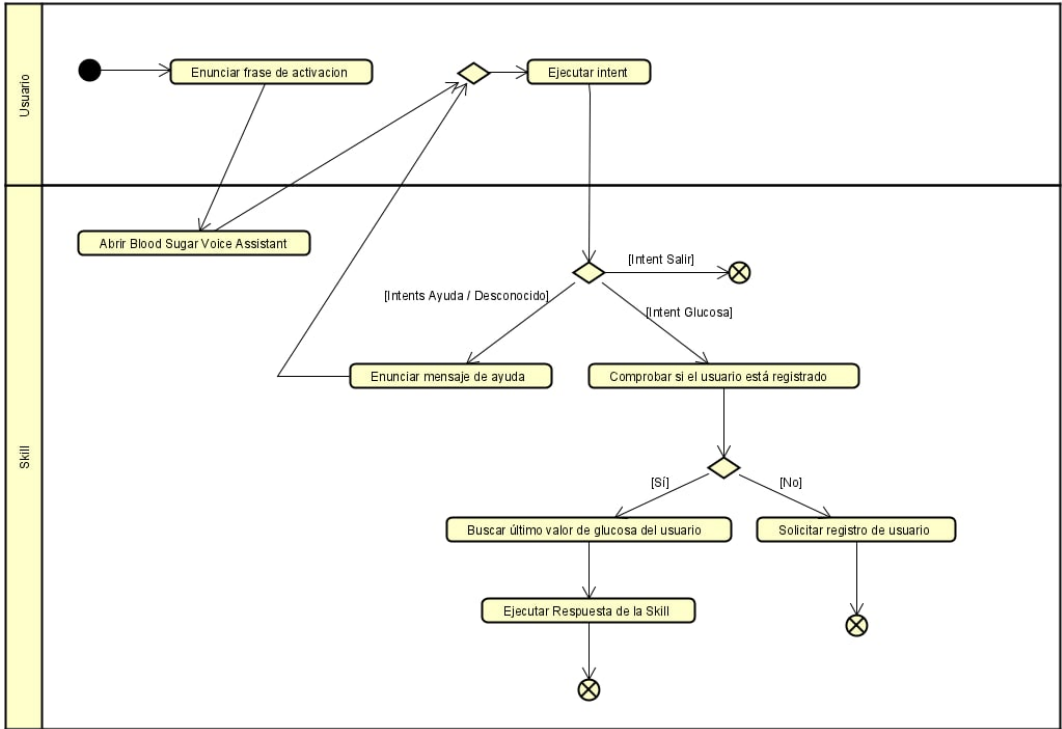 Usuario
Enunciar frase de activacion
Ejecutar intent
Skill
Abrir Blood Sugar Voice Assistant
[Intent Salir]
[Intents Ayuda / Desconocido]
[Intent Glucosa]
Enunciar mensaje de ayuda
Comprobar si el usuario está registrado
[Sí]
[No]
Buscar último valor de glucosa del usuario
Solicitar registro de usuario
Ejecutar Respuesta de la Skill